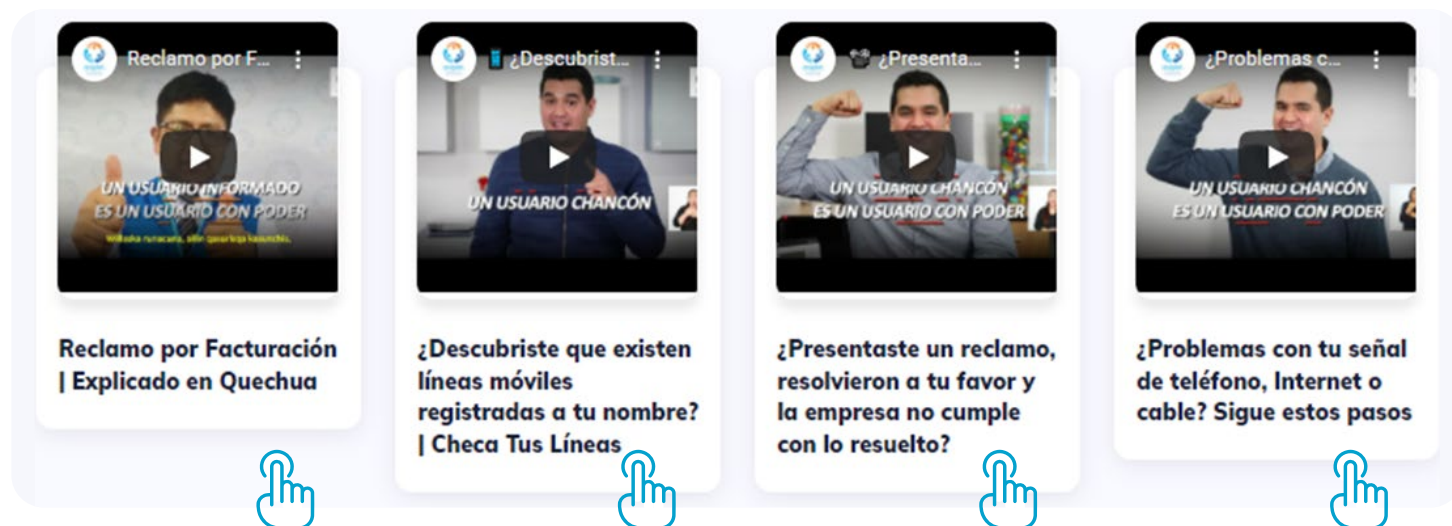 Reclamo por F...
UN USUARIO INFORMADO
ES UN USUARIO CON PODER
Reclamo por Facturación
| Explicado en Quechua
¿Descubrist...
UN USUARIO CHANCÓN
¿Descubriste que existen
líneas móviles
registradas a tu nombre?
| Checa Tus Líneas
¿Presenta...
UN USUARIO CHANCÓN
ES UN USUARIO CON PODER
¿Presentaste un reclamo,
resolvieron a tu favor y
la empresa no cumple
con lo resuelto?
¿Problemas c...
UN USUARIO CHANCÓN
ES UN USUARIO CON PODER
¿Problemas con tu señal
de teléfono, Internet o
cable? Sigue estos pasos